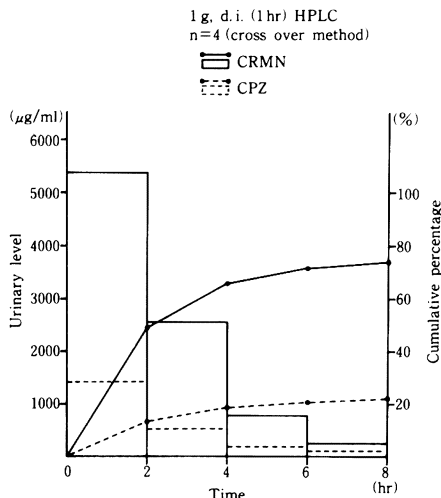 1 g, d.i. (1 hr) HPLC
n=4 (cross over method)
CRMN
CPZ
(μg/ml)
(%)
6000
5000
4000
3000
2000
1000
100
80
60
40
20
Urinary level
Cumulative percentage
0 2 4 6 8
(hr)
Time